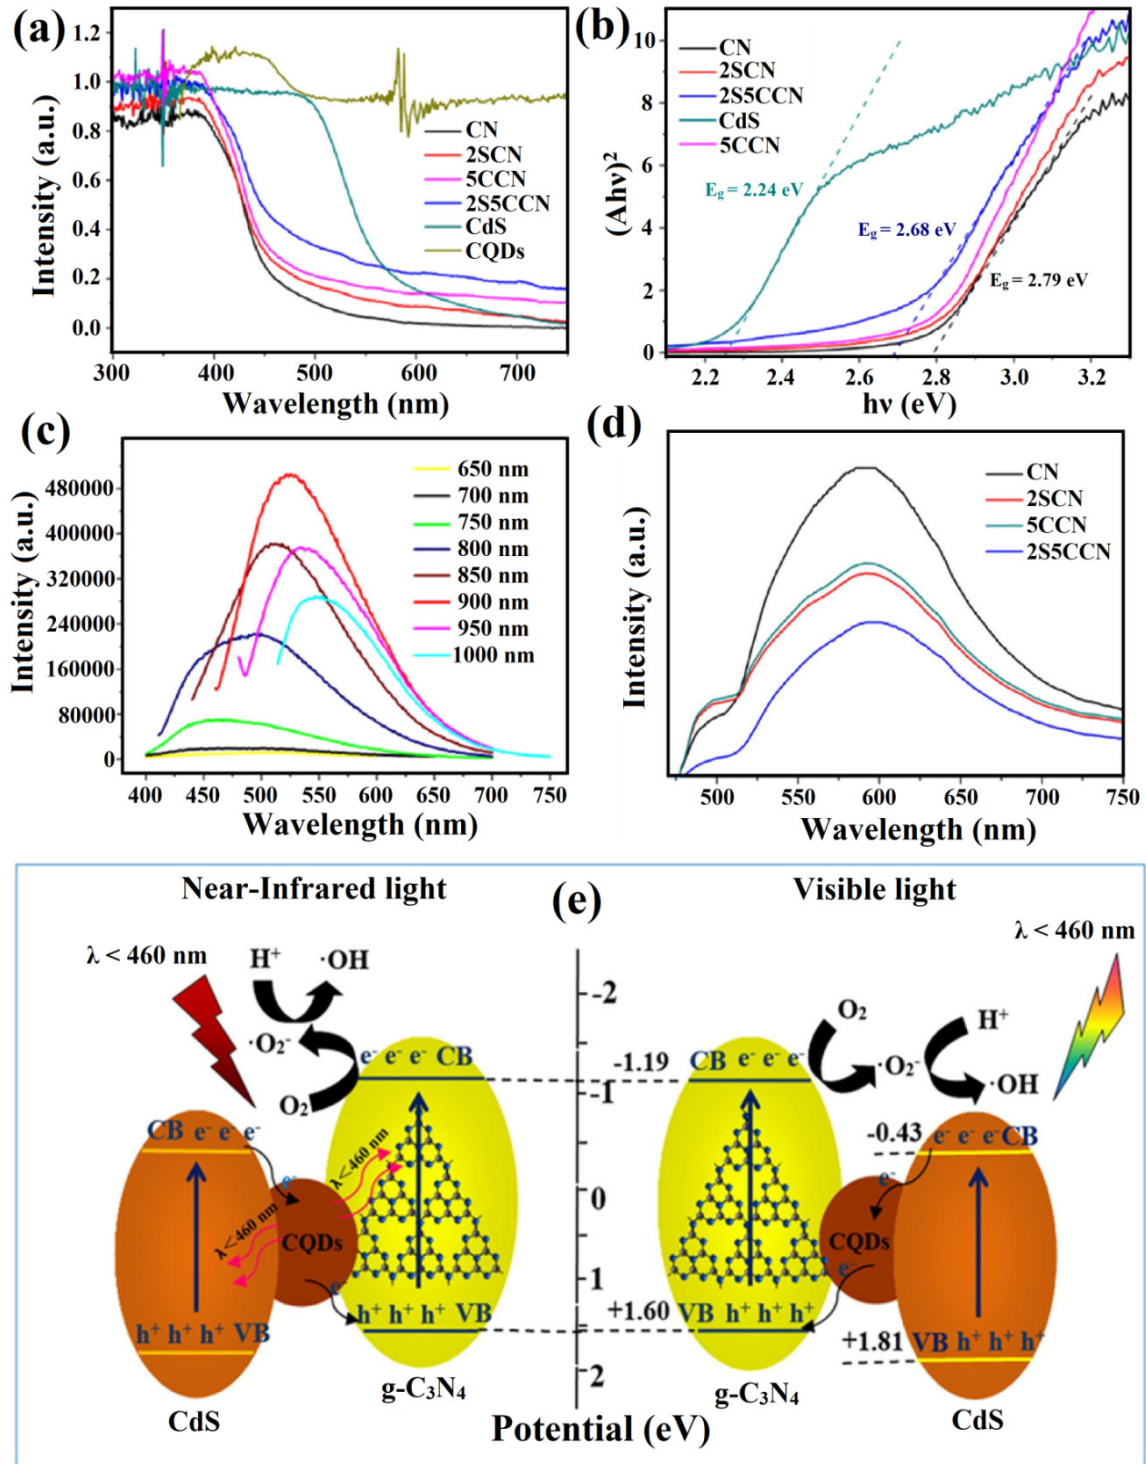 (a)
1.2
1.0
0.8
0.6
0.4
0.2
0.0
Intensity (a.u.)
CN
2SCN
5CCN
2S5CCN
CdS
CQDs
300 400 500 600 700
Wavelength (nm)
(b)
10
8
6
4
2
0
(Ahν)²
CN
2SCN
2S5CCN
CdS
5CCN
Eg = 2.24 eV
Eg = 2.68 eV
Eg = 2.79 eV
2.2 2.4 2.6 2.8 3.0 3.2
hν (eV)
(c)
480000
400000
320000
240000
160000
80000
0
Intensity (a.u.)
650 nm
700 nm
750 nm
800 nm
850 nm
900 nm
950 nm
1000 nm
400 450 500 550 600 650 700 750
Wavelength (nm)
(d)
Intensity (a.u.)
CN
2SCN
5CCN
2S5CCN
500 550 600 650 700 750
Wavelength (nm)
Near-Infrared light
(e)
Visible light
λ < 460 nm
H⁺ ·OH
·O₂⁻
O₂
e⁻ e⁻ e⁻ CB
CB e⁻ e⁻ e⁻
e⁻
λ < 460 nm
λ < 460 nm
CQDs
e⁻
h⁺ h⁺ h⁺ VB
h⁺ h⁺ h⁺ VB
g-C₃N₄
CdS
-2
-1
0
1
2
-1.19
+1.60
Potential (eV)
λ < 460 nm
O₂
H⁺
·O₂⁻
·OH
CB e⁻ e⁻ e⁻
-0.43
e⁻ e⁻ e⁻ CB
e⁻
CQDs
e⁻
VB h⁺ h⁺ h⁺
+1.81 VB h⁺ h⁺ h⁺
g-C₃N₄
CdS